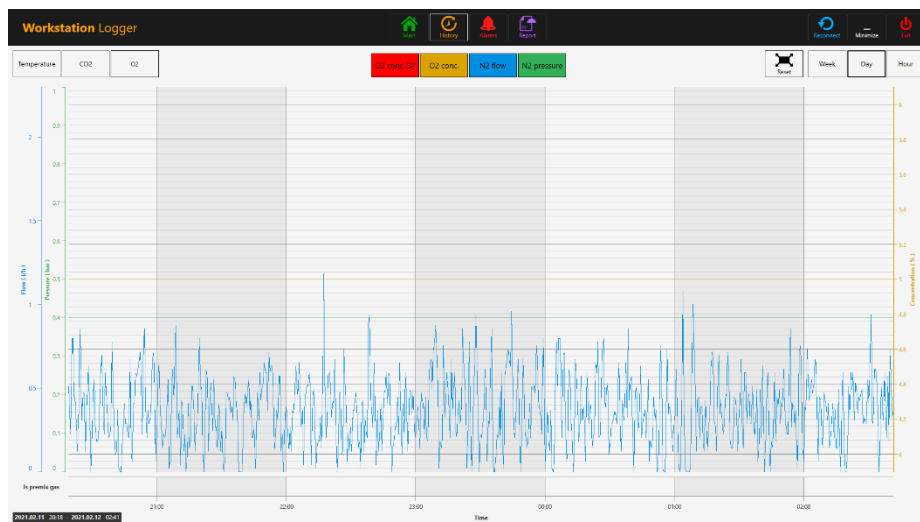 Workstation Logger
Main
History
Alarms
Report
Reconnect
Minimize
Exit
Temperature
CO2
O2
O2 conc. SP
O2 conc.
N2 flow
N2 pressure
Reset
Week
Day
Hour
Flow ( l/h )
2
1.5
1
0.5
0
Pressure ( bar )
1
0.9
0.8
0.7
0.6
0.5
0.4
0.3
0.2
0.1
0
Concentration ( % )
6
5.8
5.6
5.4
5.2
5
4.8
4.6
4.4
4.2
4
Is premix gas
21:00
22:00
23:00
00:00
01:00
02:00
Time
2021.02.11 20:18 - 2021.02.12 02:41